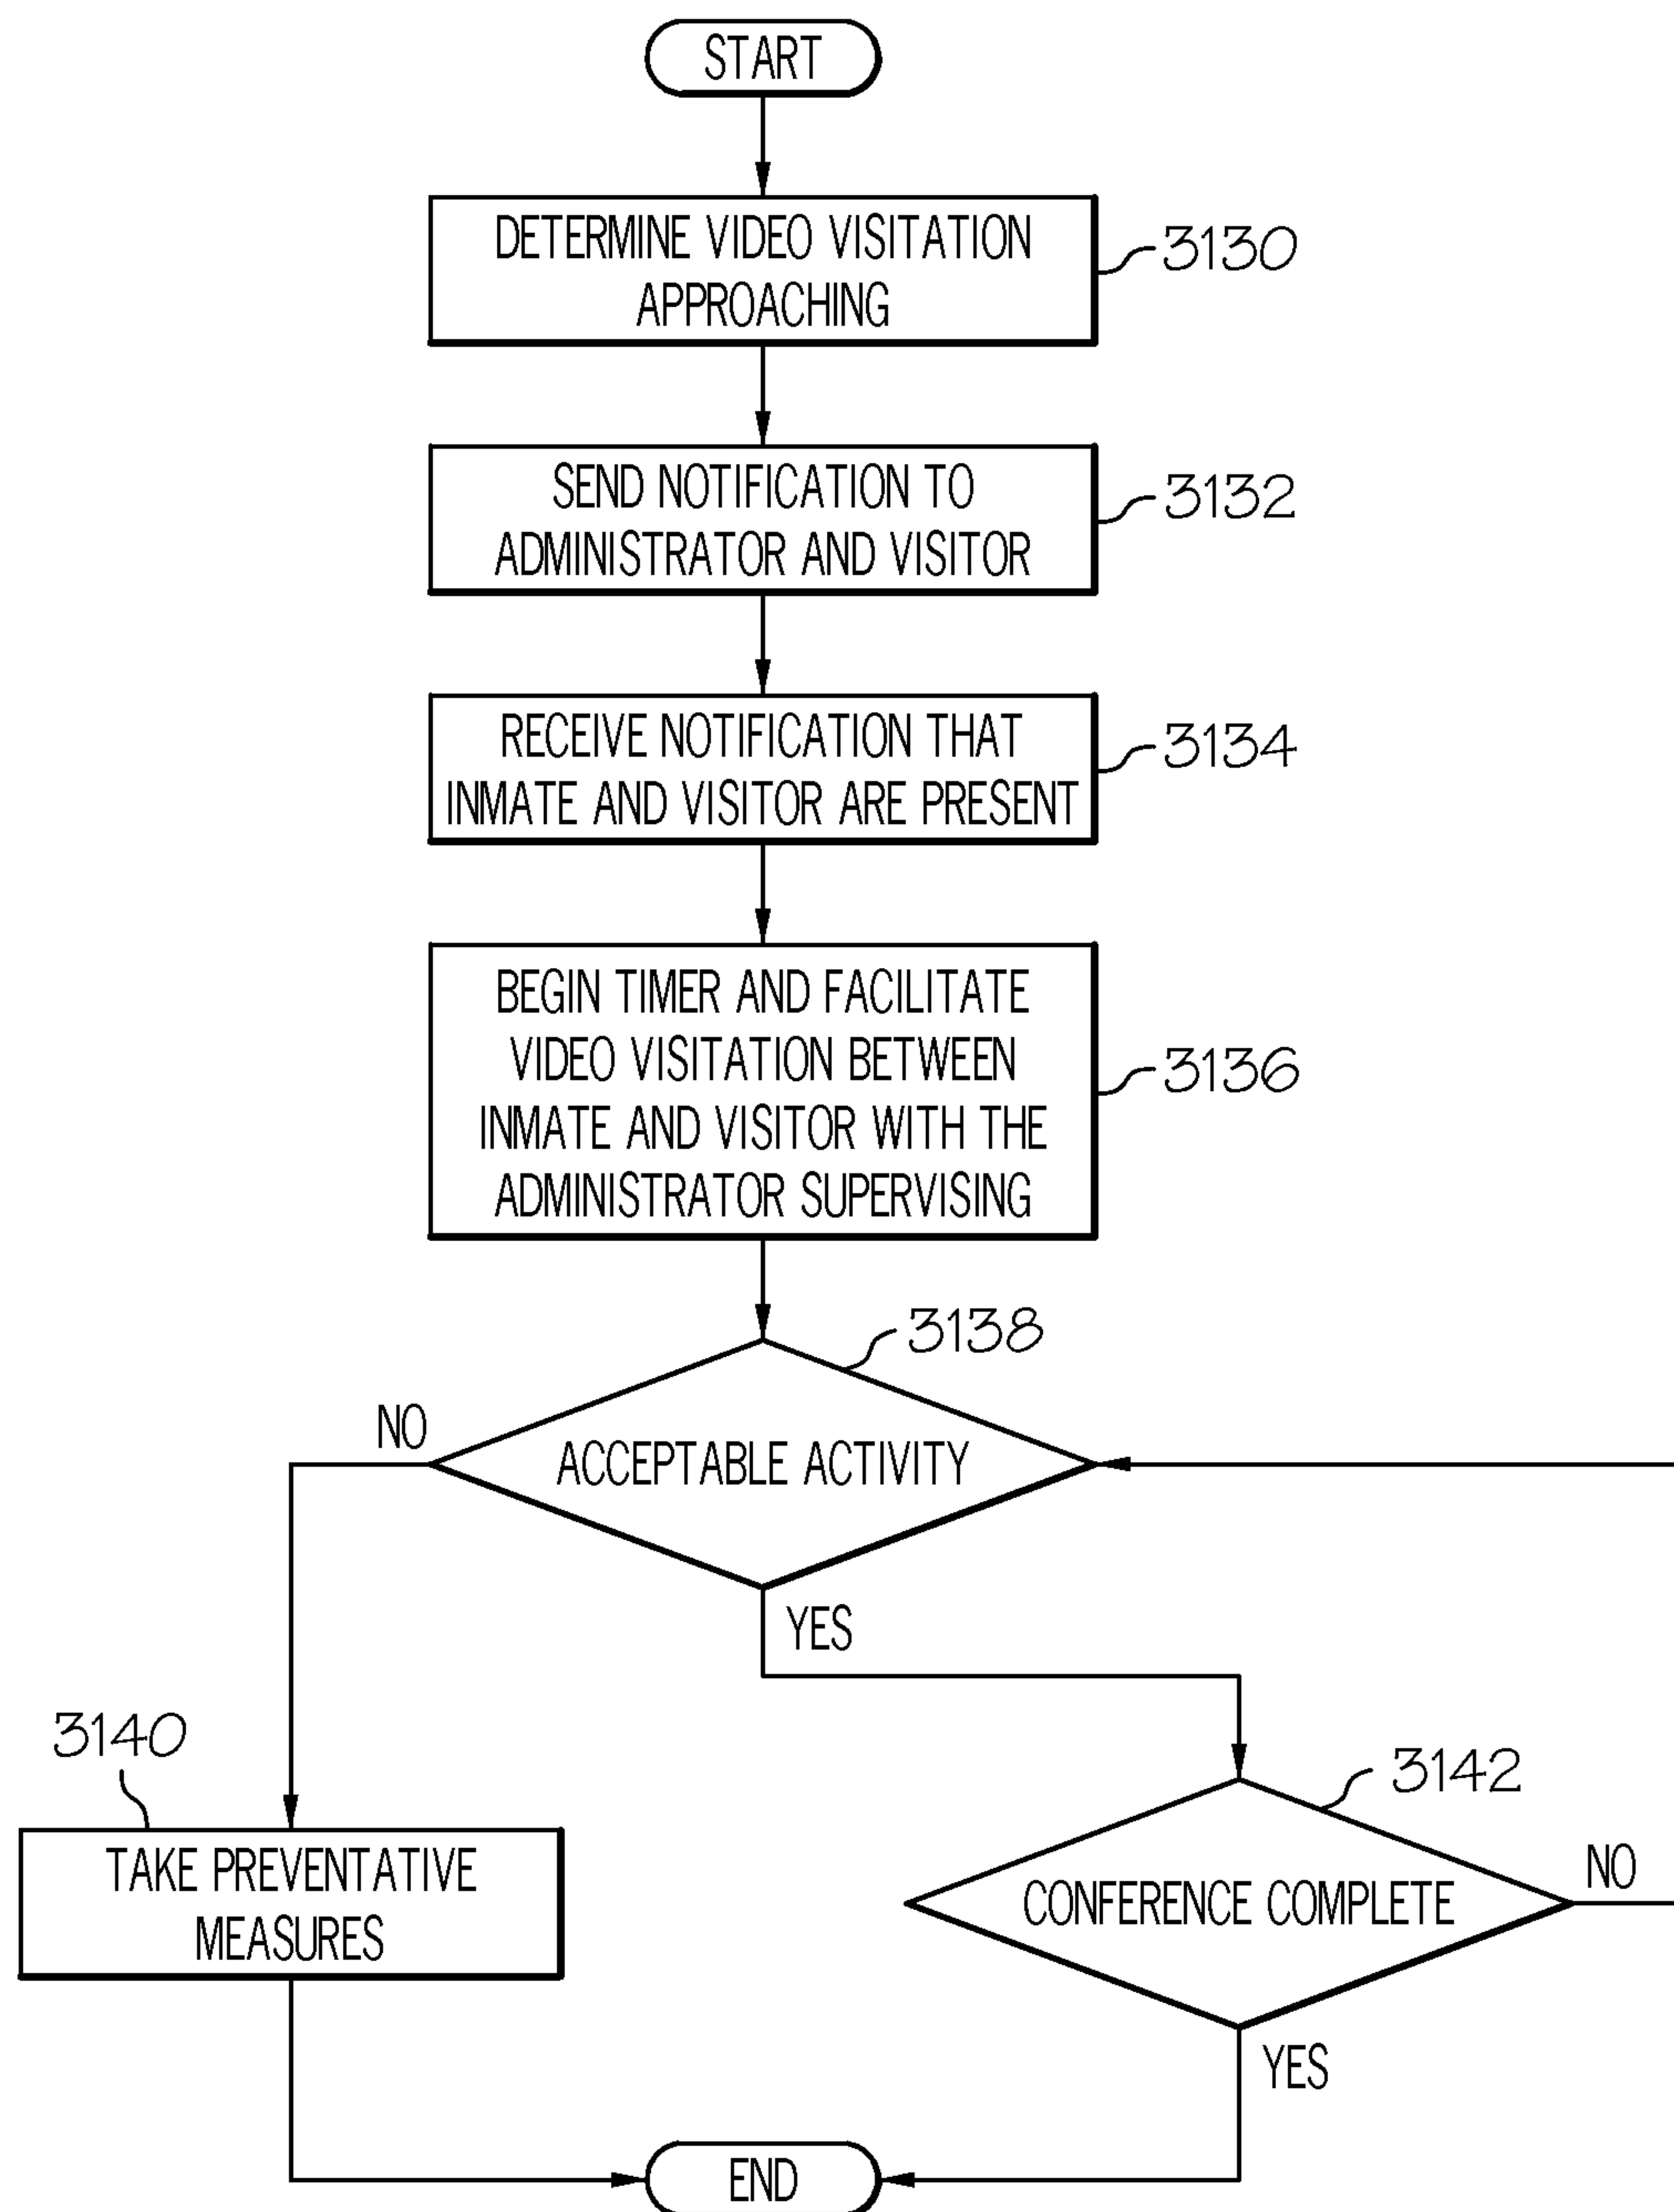 START
DETERMINE VIDEO VISITATION
APPROACHING
3130
SEND NOTIFICATION TO
ADMINISTRATOR AND VISITOR
3132
RECEIVE NOTIFICATION THAT
INMATE AND VISITOR ARE PRESENT
3134
BEGIN TIMER AND FACILITATE
VIDEO VISITATION BETWEEN
INMATE AND VISITOR WITH THE
ADMINISTRATOR SUPERVISING
3136
3138
NO
ACCEPTABLE ACTIVITY
YES
3140
TAKE PREVENTATIVE
MEASURES
3142
CONFERENCE COMPLETE
NO
YES
END